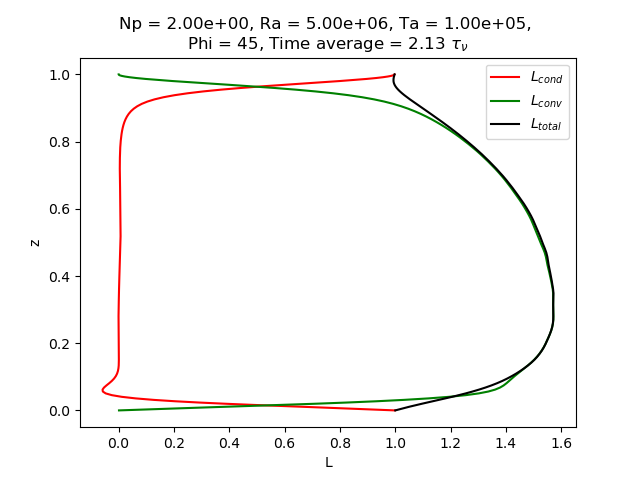 Np = 2.00e+00, Ra = 5.00e+06, Ta = 1.00e+05,
Phi = 45, Time average = 2.13 τν
L_cond
L_conv
L_total
1.0
0.8
0.6
0.4
0.2
0.0
z
0.0 0.2 0.4 0.6 0.8 1.0 1.2 1.4 1.6
L